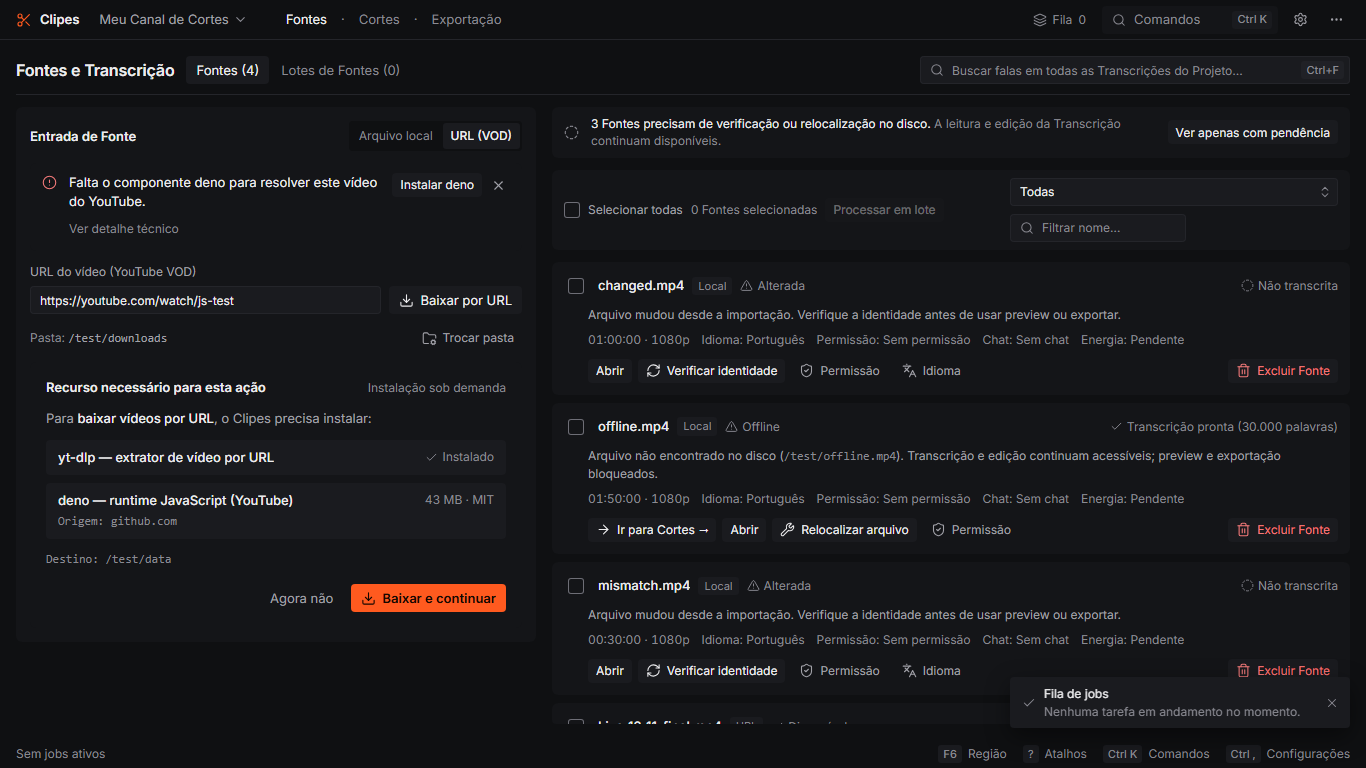 Clipes Meu Canal de Cortes Fontes · Cortes · Exportação Fila 0 Comandos Ctrl K
Fontes e Transcrição Fontes (4) Lotes de Fontes (0) Buscar falas em todas as Transcrições do Projeto... Ctrl+F
Entrada de Fonte Arquivo local URL (VOD)
Falta o componente deno para resolver este vídeo
do YouTube.
Instalar deno
Ver detalhe técnico
URL do vídeo (YouTube VOD)
https://youtube.com/watch/js-test Baixar por URL
Pasta: /test/downloads Trocar pasta
Recurso necessário para esta ação Instalação sob demanda
Para baixar vídeos por URL, o Clipes precisa instalar:
yt-dlp — extrator de vídeo por URL Instalado
deno — runtime JavaScript (YouTube) 43 MB · MIT
Origem: github.com
Destino: /test/data
Agora não Baixar e continuar
3 Fontes precisam de verificação ou relocalização no disco. A leitura e edição da Transcrição
continuam disponíveis.
Ver apenas com pendência
Selecionar todas 0 Fontes selecionadas Processar em lote
Todas
Filtrar nome...
changed.mp4 Local Alterada Não transcrita
Arquivo mudou desde a importação. Verifique a identidade antes de usar preview ou exportar.
01:00:00 · 1080p Idioma: Português Permissão: Sem permissão Chat: Sem chat Energia: Pendente
Abrir Verificar identidade Permissão Idioma Excluir Fonte
offline.mp4 Local Offline Transcrição pronta (30.000 palavras)
Arquivo não encontrado no disco (/test/offline.mp4). Transcrição e edição continuam acessíveis; preview e exportação
bloqueados.
01:50:00 · 1080p Idioma: Português Permissão: Sem permissão Chat: Sem chat Energia: Pendente
Ir para Cortes → Abrir Relocalizar arquivo Permissão Excluir Fonte
mismatch.mp4 Local Alterada Não transcrita
Arquivo mudou desde a importação. Verifique a identidade antes de usar preview ou exportar.
00:30:00 · 1080p Idioma: Português Permissão: Sem permissão Chat: Sem chat Energia: Pendente
Abrir Verificar identidade Permissão Idioma Excluir Fonte
Fila de jobs
Nenhuma tarefa em andamento no momento.
Sem jobs ativos F6 Região ? Atalhos Ctrl K Comandos Ctrl , Configurações